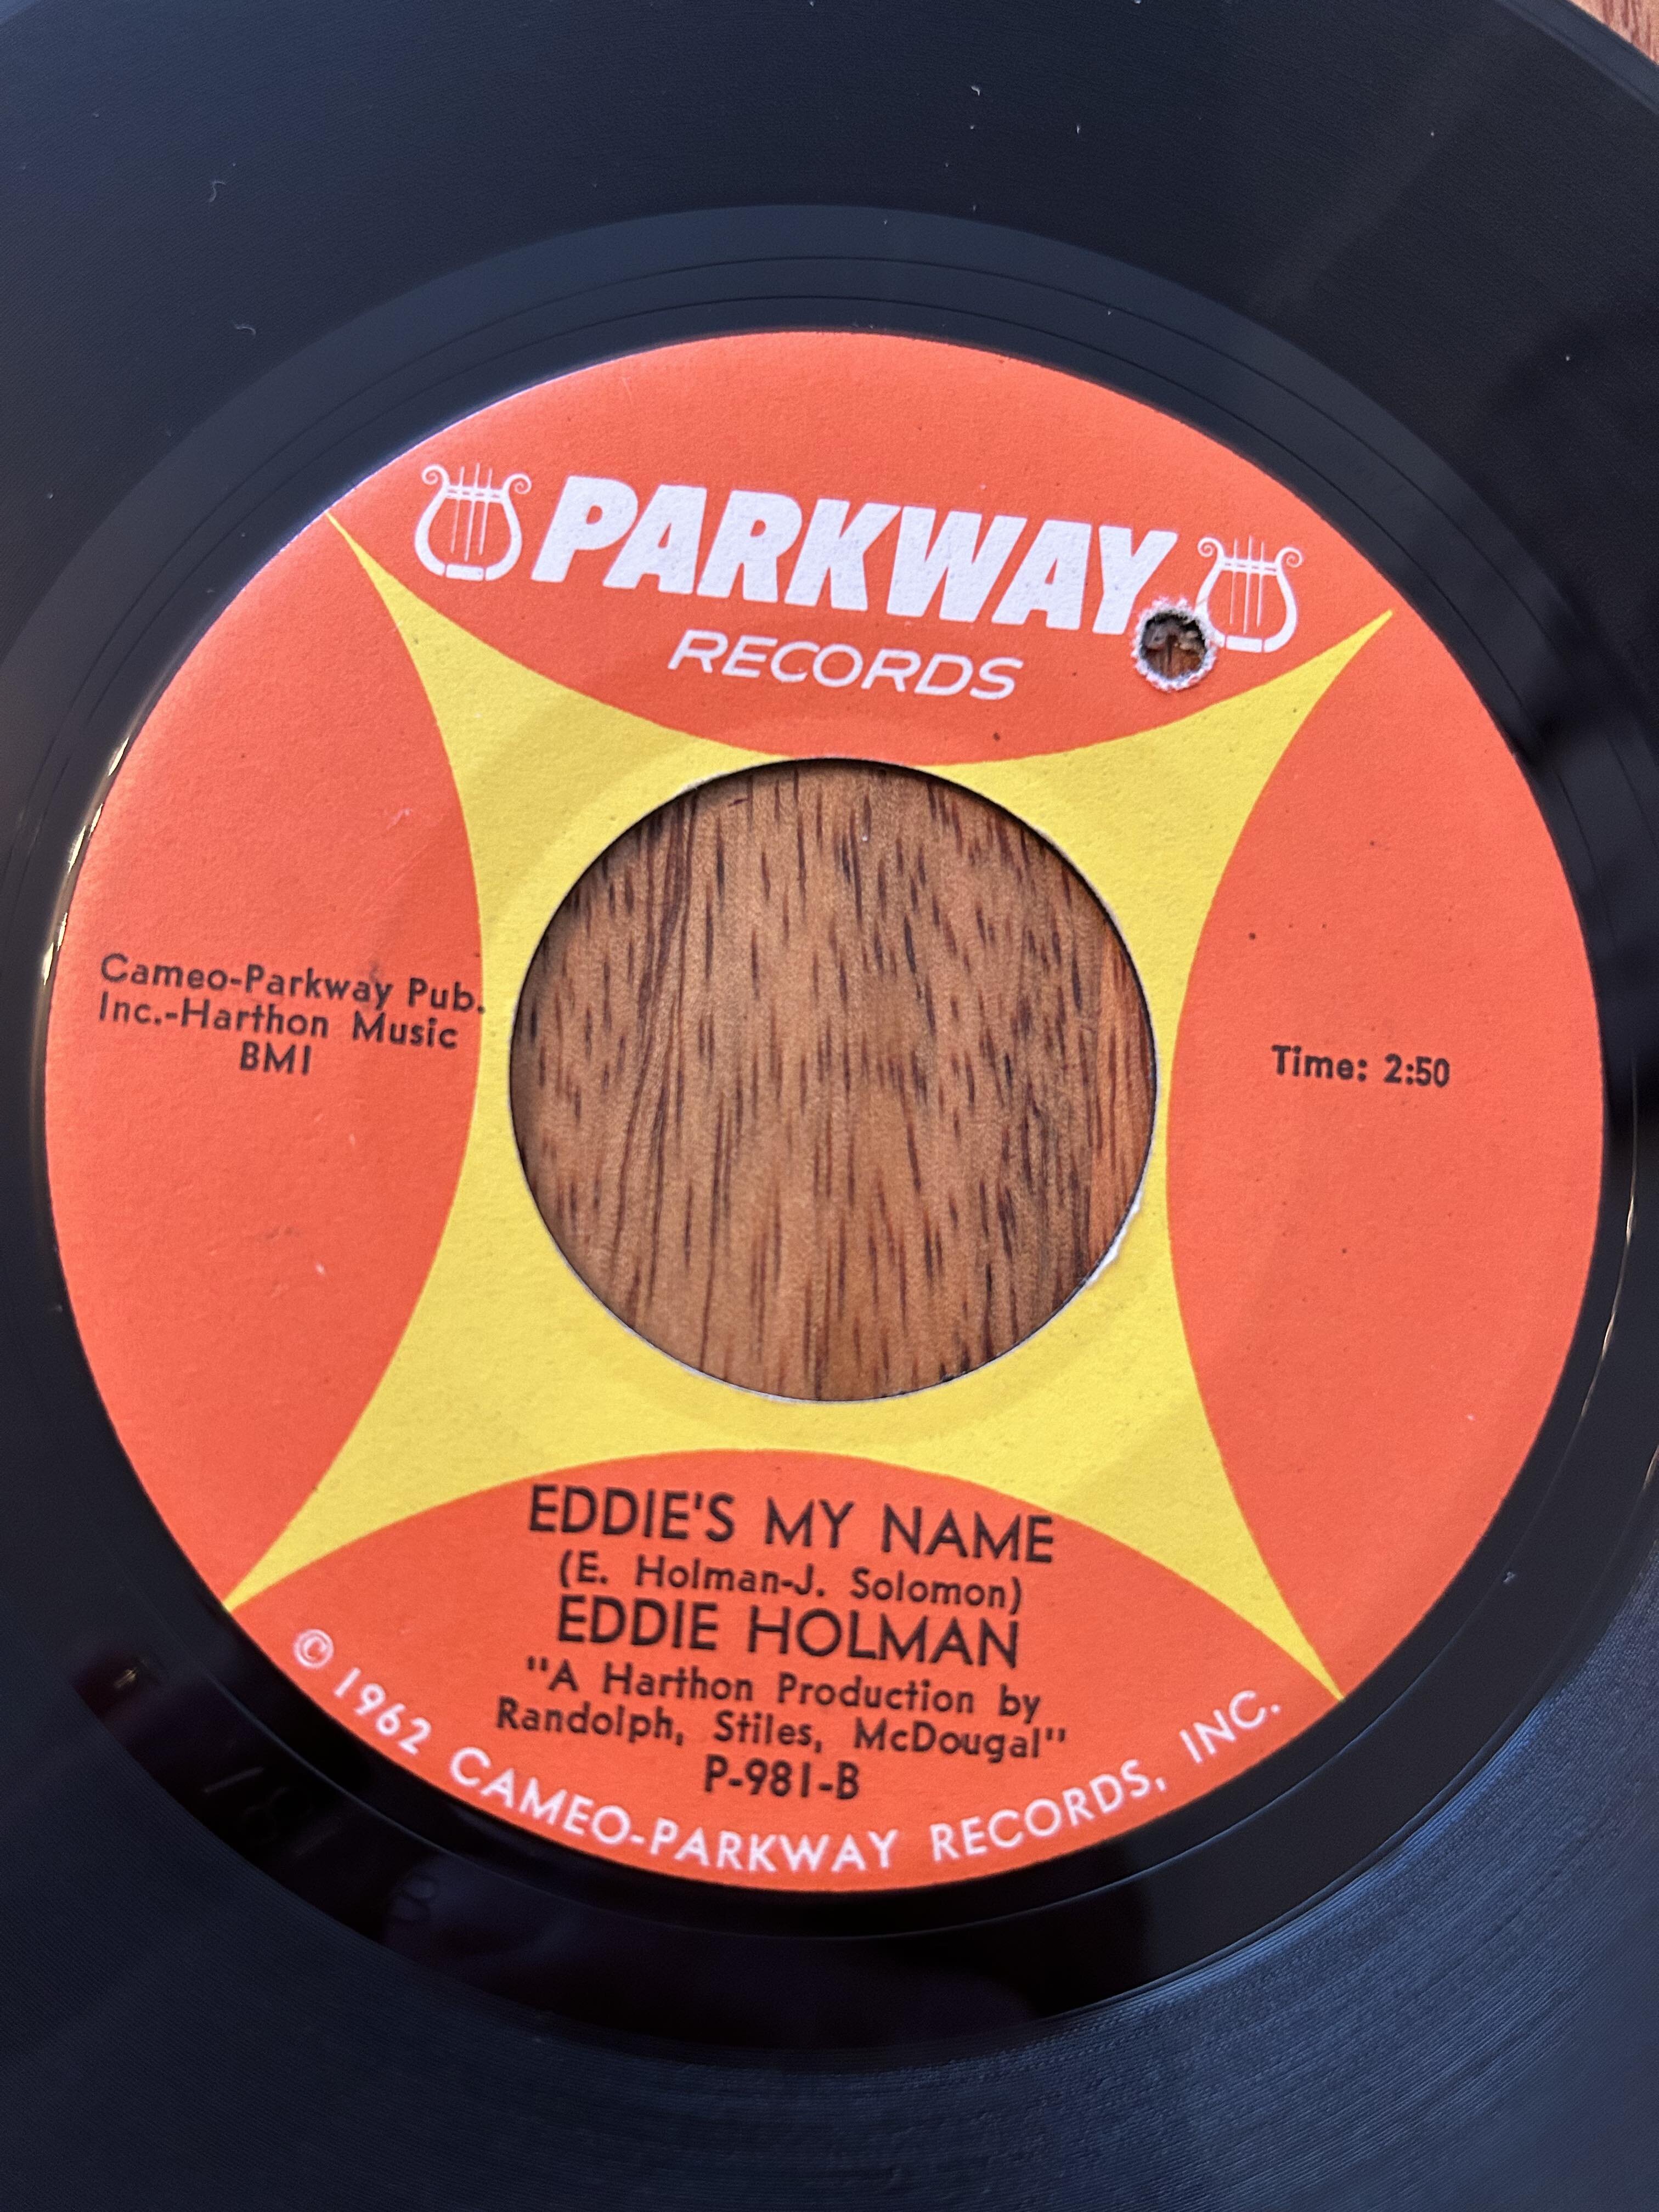 PARKWAY
RECORDS
Cameo-Parkway Pub.
Inc.-Harthon Music
BMI
Time: 2:50
EDDIE'S MY NAME
(E. Holman-J. Solomon)
EDDIE HOLMAN
"A Harthon Production by
Randolph, Stiles, McDougal"
P-981-B
© 1962 CAMEO-PARKWAY RECORDS, INC.